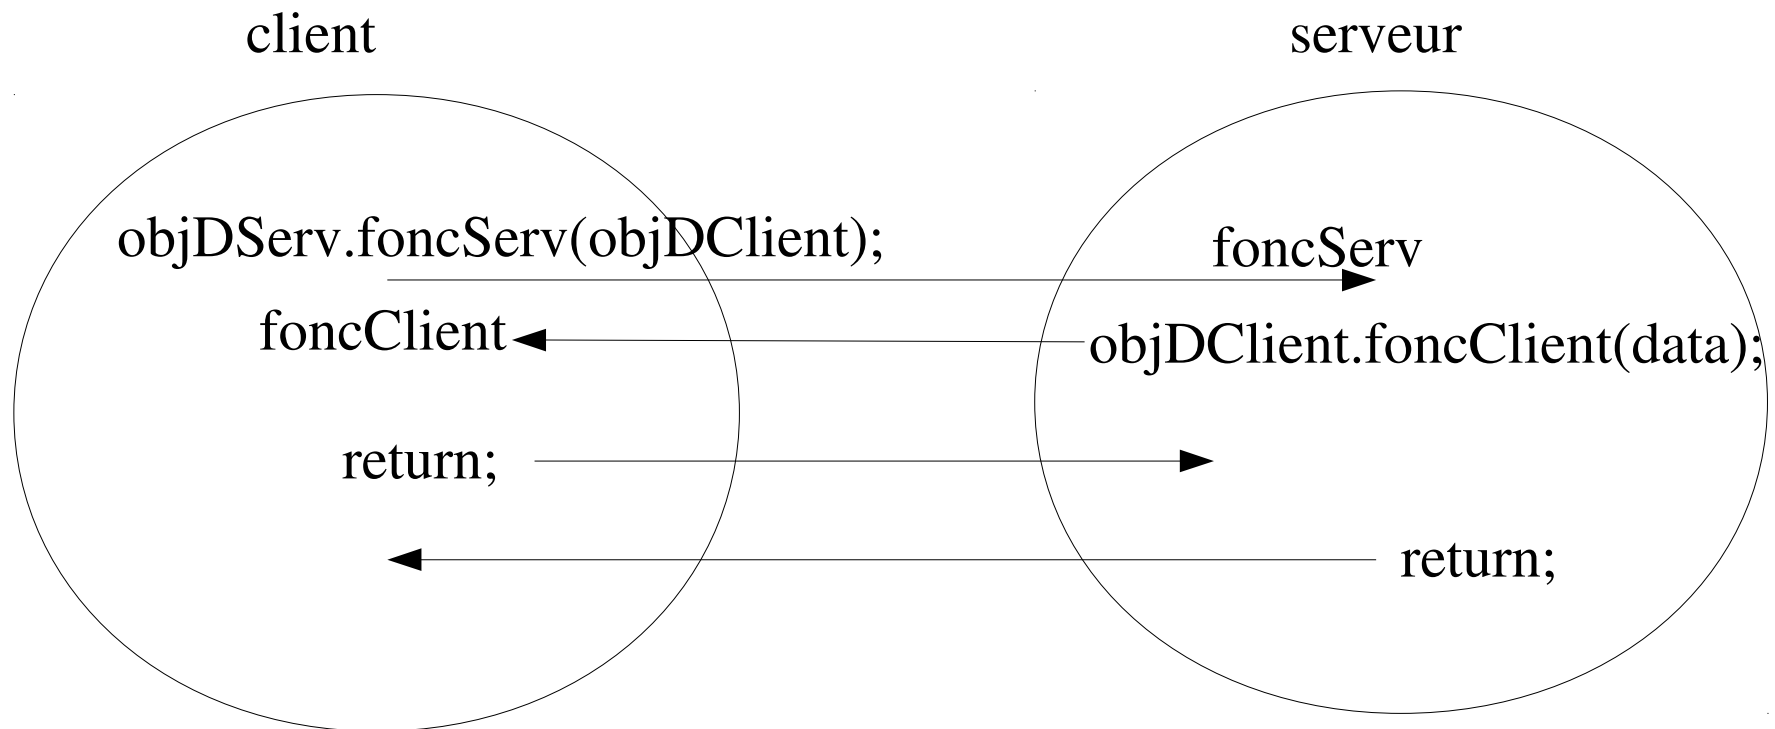 client
serveur
objDServ.foncServ(objDClient);
foncServ
foncClient
objDClient.foncClient(data);
return;
return;